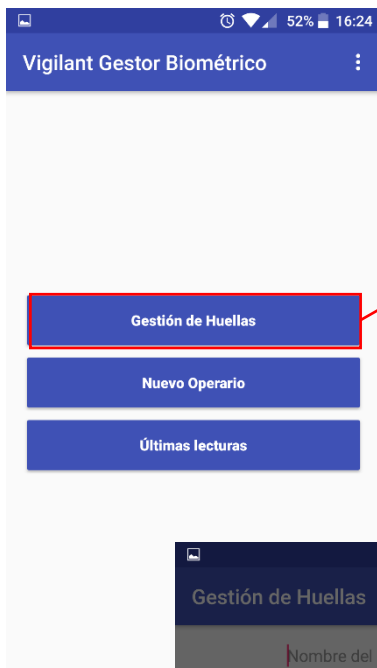 52% 16:24
Vigilant Gestor Biométrico
Gestión de Huellas
Nuevo Operario
Últimas lecturas
Gestión de Huellas
Nombre del